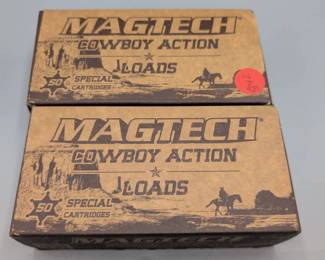 MAGTECH
COWBOY ACTION
LOADS
50 SPECIAL
CARTRIDGES
MAGTECH
COWBOY ACTION
LOADS
50 SPECIAL
CARTRIDGES